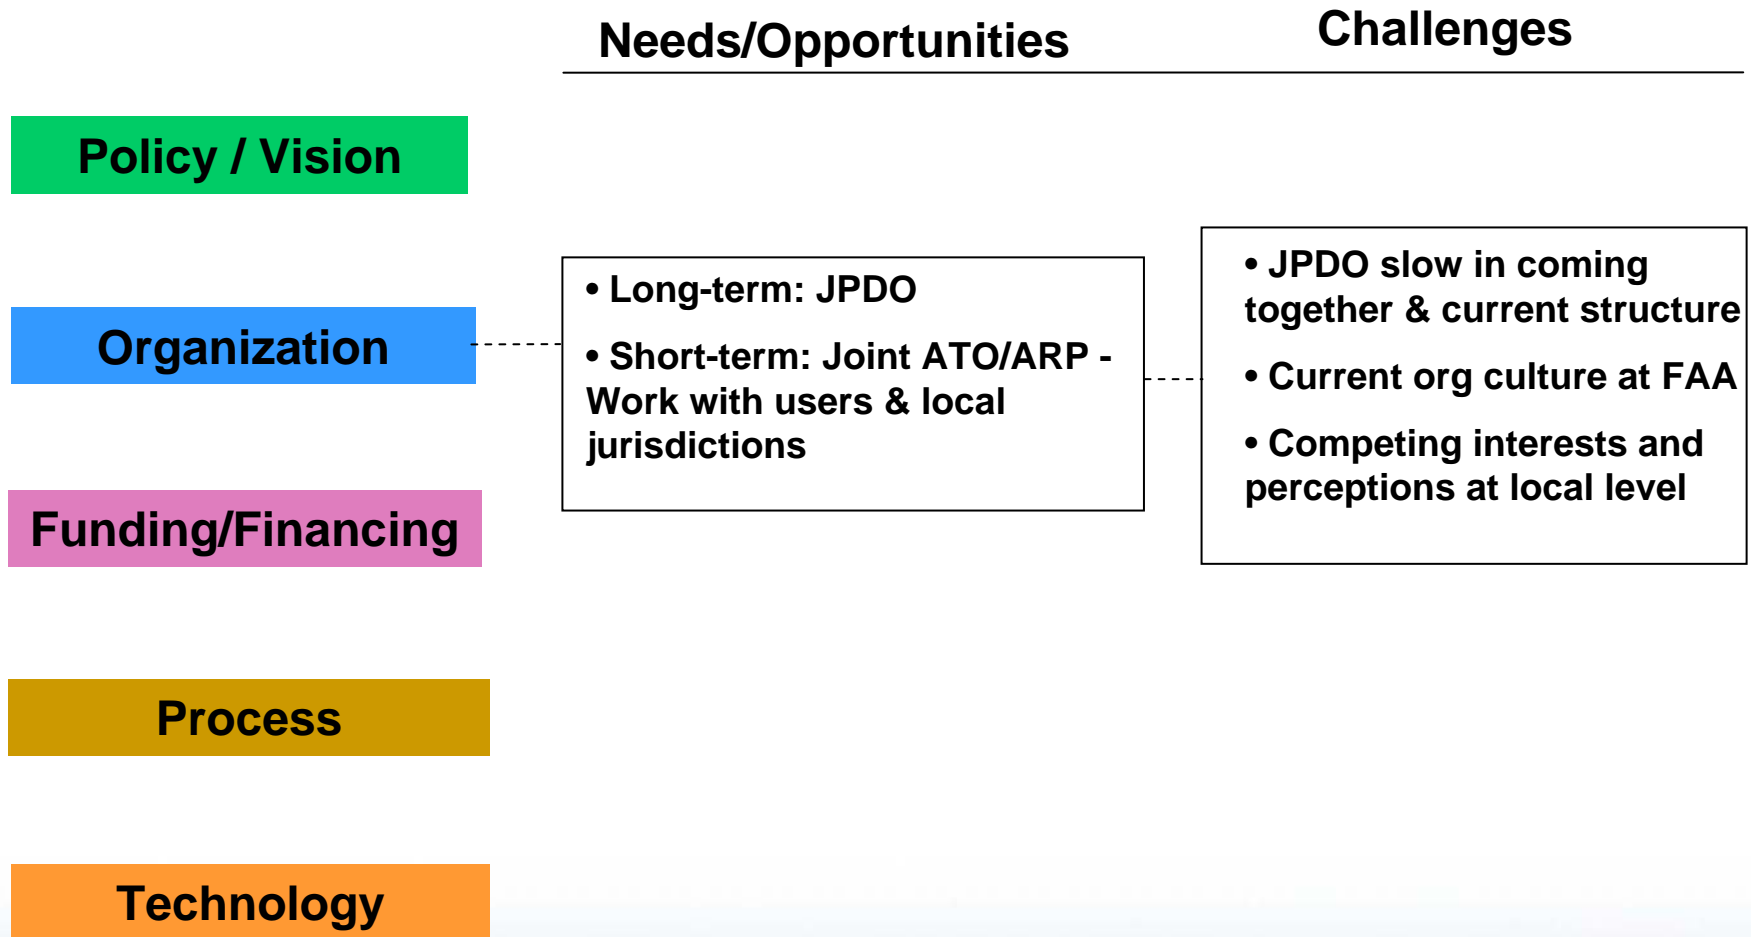 Needs/Opportunities
Challenges
Policy / Vision
Organization
• Long-term: JPDO
• Short-term: Joint ATO/ARP -
Work with users & local
jurisdictions
• JPDO slow in coming
together & current structure
• Current org culture at FAA
• Competing interests and
perceptions at local level
Funding/Financing
Process
Technology